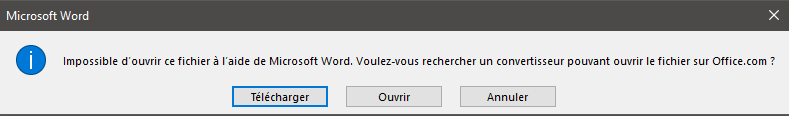 Microsoft Word
Impossible d'ouvrir ce fichier à l'aide de Microsoft Word. Voulez-vous rechercher un convertisseur pouvant ouvrir le fichier sur Office.com ?
Télécharger Ouvrir Annuler